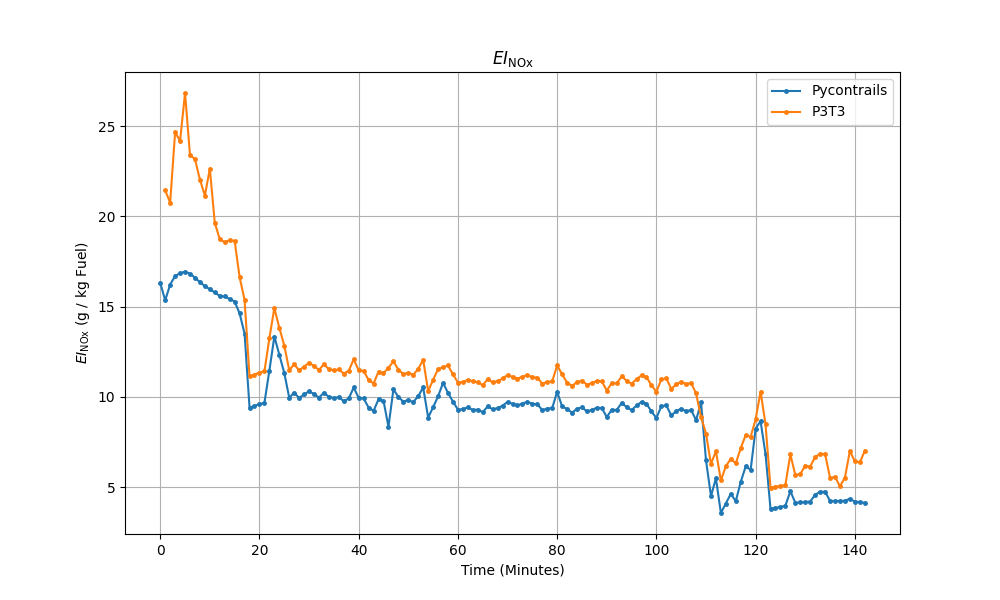 EI_NOx
Pycontrails
P3T3
EI_NOx (g / kg Fuel)
25
20
15
10
5
0 20 40 60 80 100 120 140
Time (Minutes)